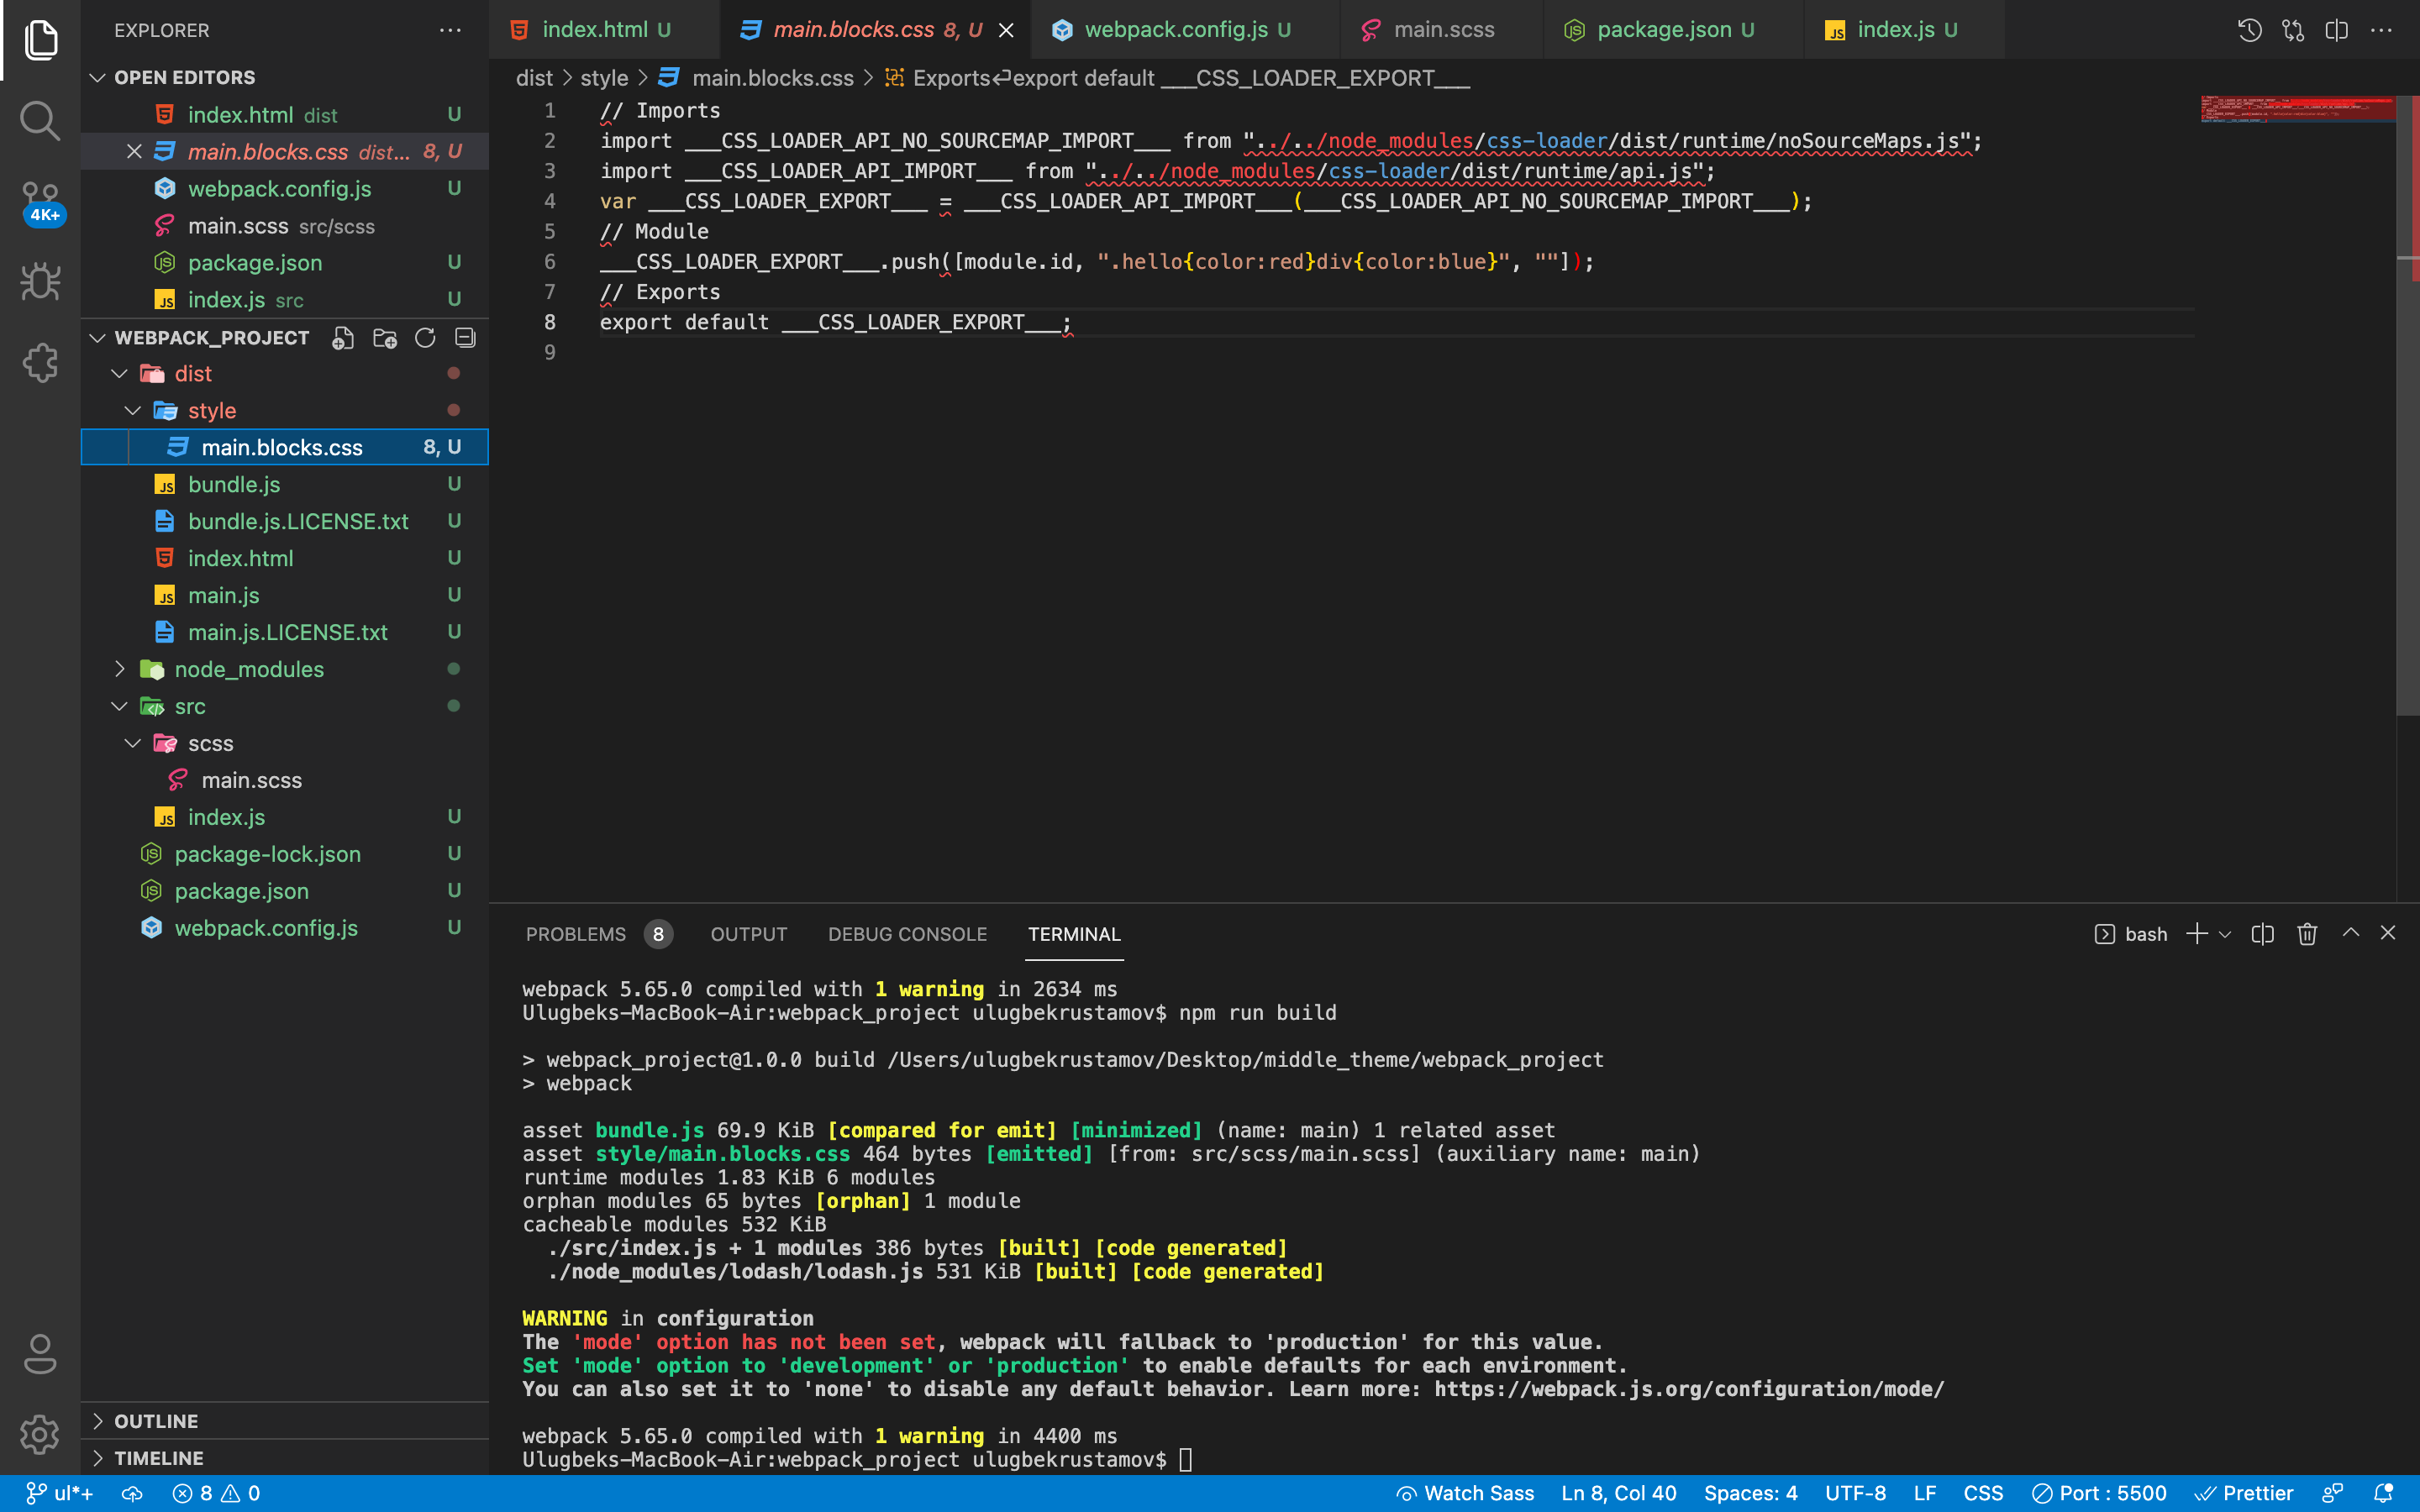 EXPLORER
OPEN EDITORS
index.html dist U
main.blocks.css dist... 8, U
webpack.config.js U
main.scss src/scss
package.json U
index.js src U
WEBPACK_PROJECT
dist
style
main.blocks.css 8, U
bundle.js U
bundle.js.LICENSE.txt U
index.html U
main.js U
main.js.LICENSE.txt U
node_modules
src
scss
main.scss
index.js U
package-lock.json U
package.json U
webpack.config.js U
OUTLINE
TIMELINE
4K+
index.html U main.blocks.css 8, U webpack.config.js U main.scss package.json U index.js U
dist > style > main.blocks.css > Exports↵export default ___CSS_LOADER_EXPORT___
1 // Imports
2 import ___CSS_LOADER_API_NO_SOURCEMAP_IMPORT___ from "../../node_modules/css-loader/dist/runtime/noSourceMaps.js";
3 import ___CSS_LOADER_API_IMPORT___ from "../../node_modules/css-loader/dist/runtime/api.js";
4 var ___CSS_LOADER_EXPORT___ = ___CSS_LOADER_API_IMPORT___(___CSS_LOADER_API_NO_SOURCEMAP_IMPORT___);
5 // Module
6 ___CSS_LOADER_EXPORT___.push([module.id, ".hello{color:red}div{color:blue}", ""]);
7 // Exports
8 export default ___CSS_LOADER_EXPORT___;
9
PROBLEMS 8 OUTPUT DEBUG CONSOLE TERMINAL bash
webpack 5.65.0 compiled with 1 warning in 2634 ms
Ulugbeks-MacBook-Air:webpack_project ulugbekrustamov$ npm run build
> webpack_project@1.0.0 build /Users/ulugbekrustamov/Desktop/middle_theme/webpack_project
> webpack
asset bundle.js 69.9 KiB [compared for emit] [minimized] (name: main) 1 related asset
asset style/main.blocks.css 464 bytes [emitted] [from: src/scss/main.scss] (auxiliary name: main)
runtime modules 1.83 KiB 6 modules
orphan modules 65 bytes [orphan] 1 module
cacheable modules 532 KiB
./src/index.js + 1 modules 386 bytes [built] [code generated]
./node_modules/lodash/lodash.js 531 KiB [built] [code generated]
WARNING in configuration
The 'mode' option has not been set, webpack will fallback to 'production' for this value.
Set 'mode' option to 'development' or 'production' to enable defaults for each environment.
You can also set it to 'none' to disable any default behavior. Learn more: https://webpack.js.org/configuration/mode/
webpack 5.65.0 compiled with 1 warning in 4400 ms
Ulugbeks-MacBook-Air:webpack_project ulugbekrustamov$
ul*+ 8 0 Watch Sass Ln 8, Col 40 Spaces: 4 UTF-8 LF CSS Port : 5500 Prettier